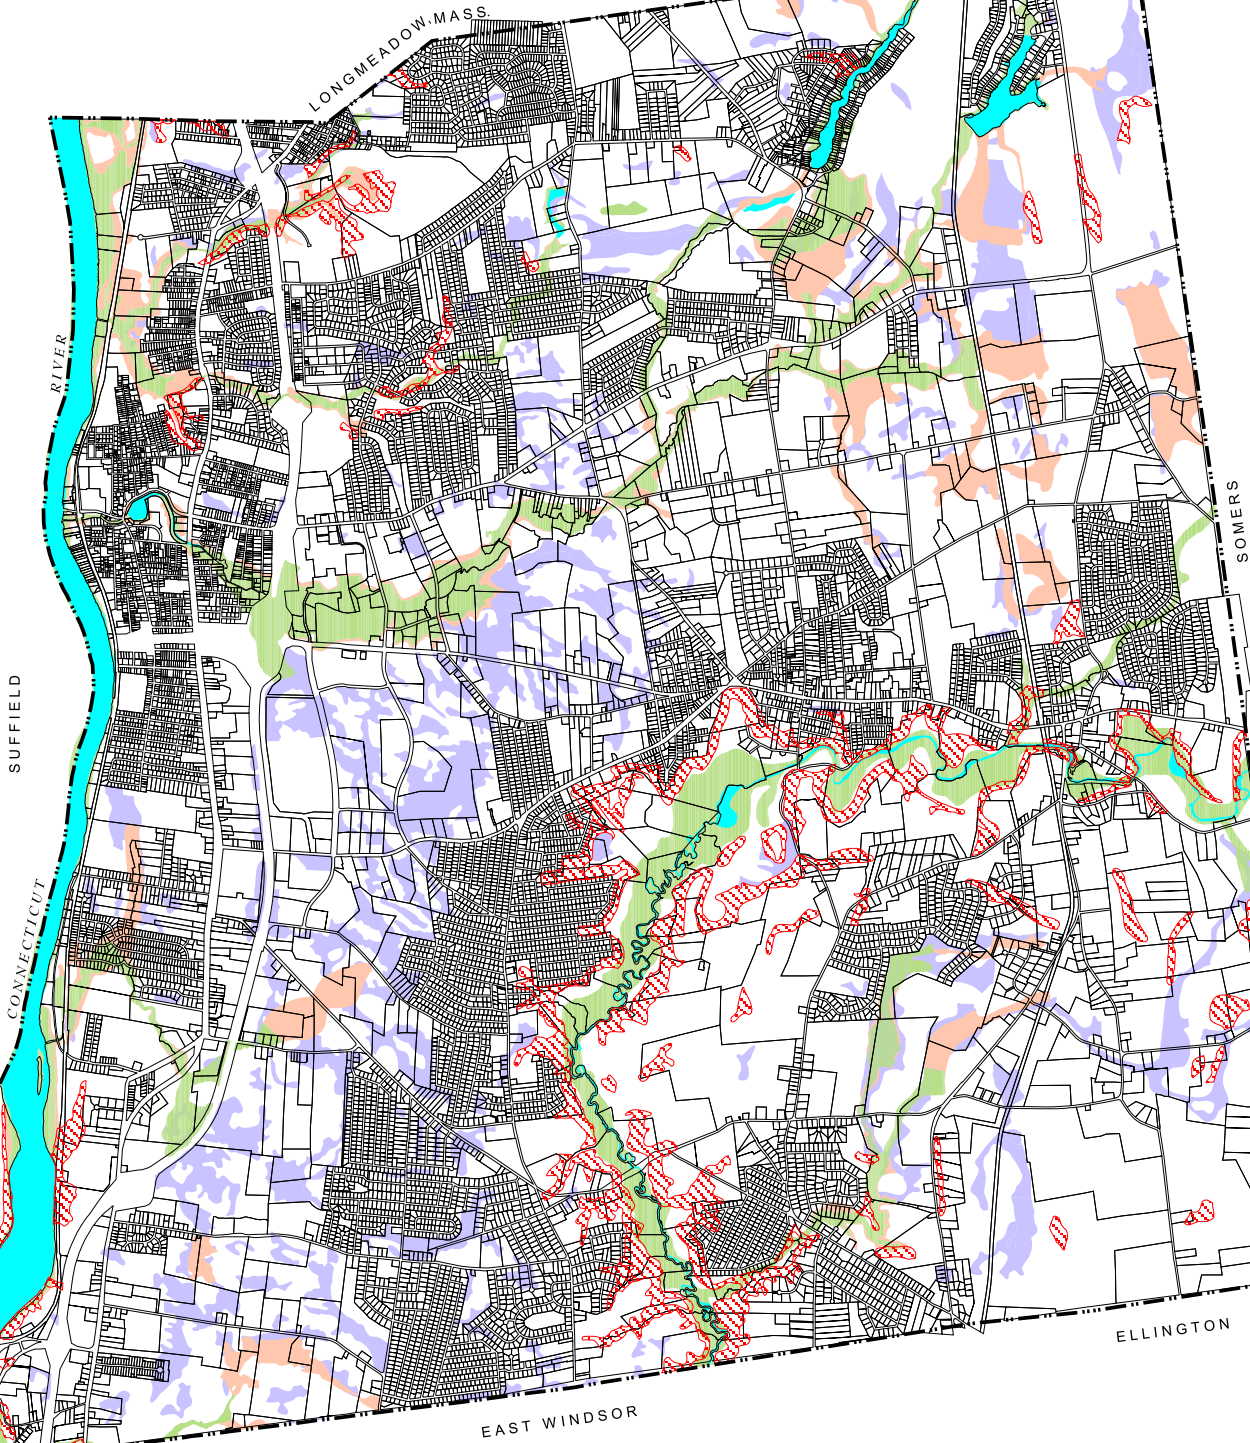 LONGMEADOW, MASS.
RIVER
SOMERS
SUFFIELD
CONNECTICUT
ELLINGTON
EAST WINDSOR